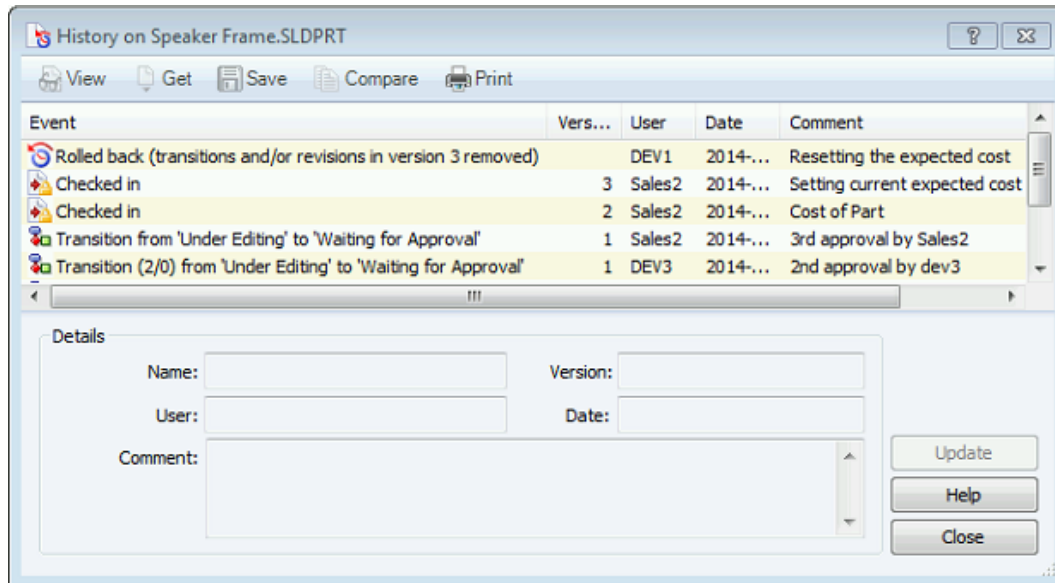 History on Speaker Frame.SLDPRT
View Get Save Compare Print
Event Vers... User Date Comment
Rolled back (transitions and/or revisions in version 3 removed) DEV1 2014-... Resetting the expected cost
Checked in 3 Sales2 2014-... Setting current expected cost
Checked in 2 Sales2 2014-... Cost of Part
Transition from 'Under Editing' to 'Waiting for Approval' 1 Sales2 2014-... 3rd approval by Sales2
Transition (2/0) from 'Under Editing' to 'Waiting for Approval' 1 DEV3 2014-... 2nd approval by dev3
Details
Name: Version:
User: Date:
Comment:
Update
Help
Close